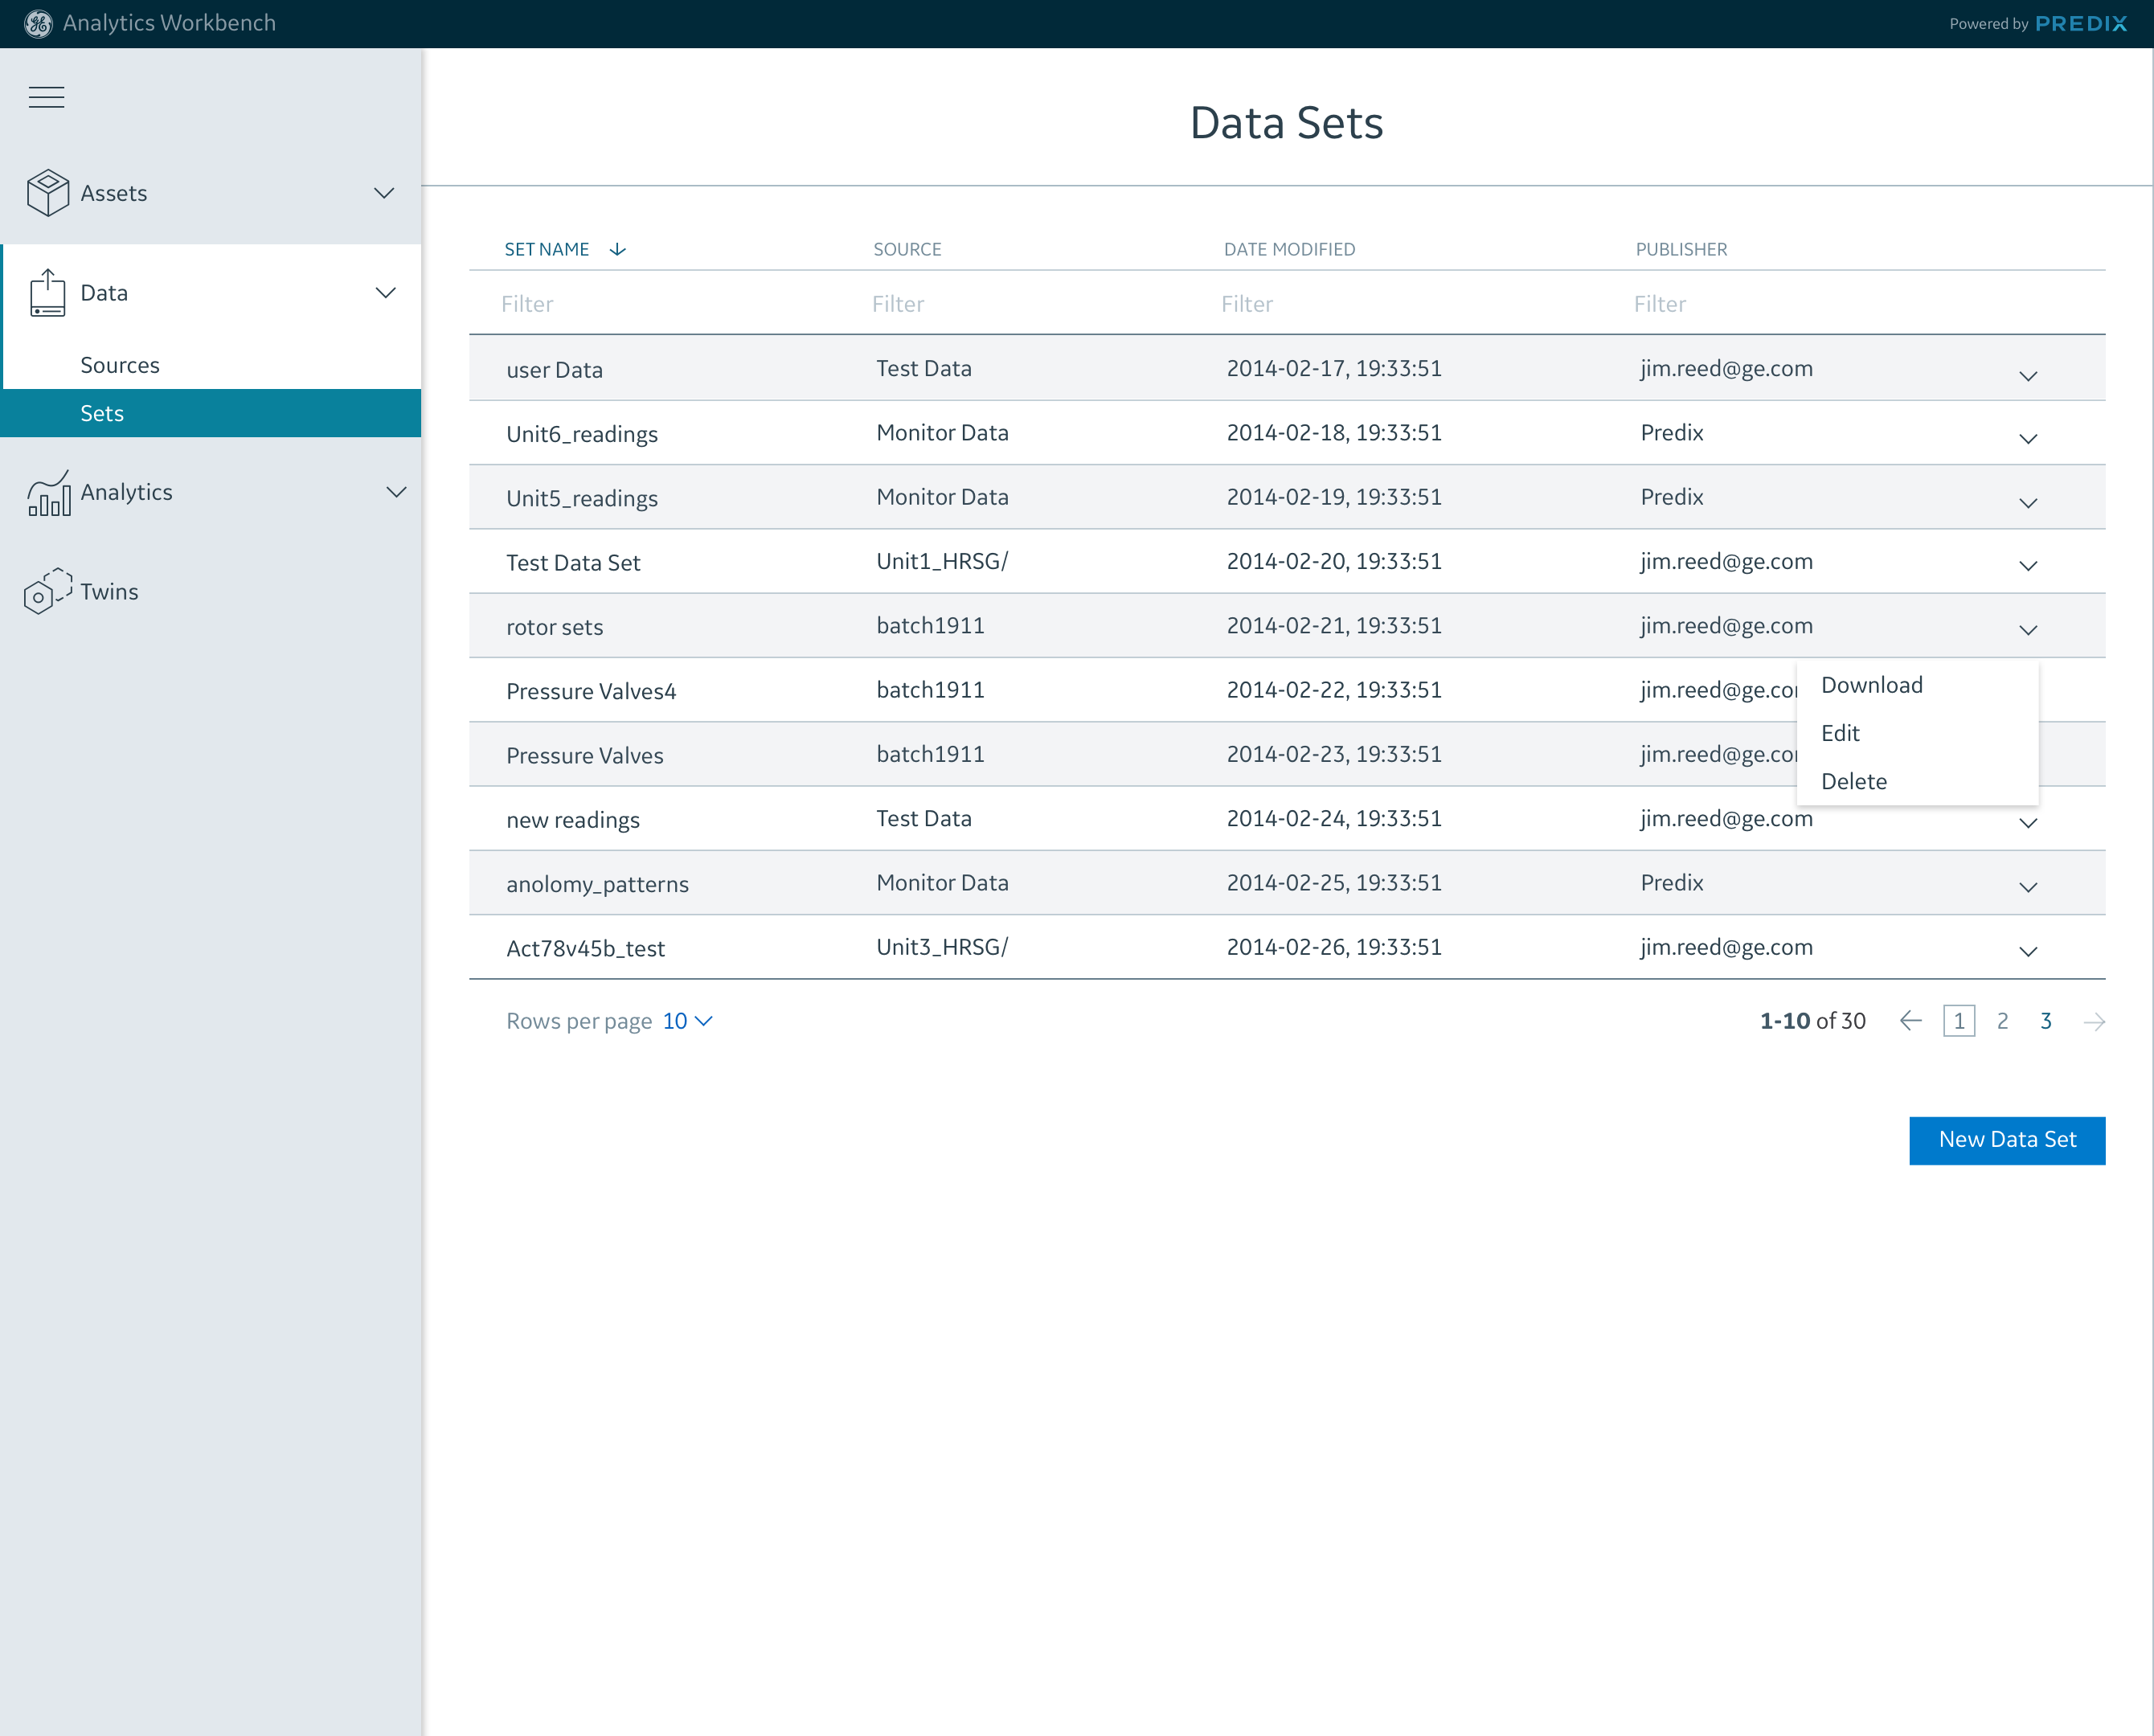 Analytics Workbench
Powered by PREDIX
Assets
Data
Sources
Sets
Analytics
Twins
Data Sets
SET NAME SOURCE DATE MODIFIED PUBLISHER
Filter Filter Filter Filter
user Data Test Data 2014-02-17, 19:33:51 jim.reed@ge.com
Unit6_readings Monitor Data 2014-02-18, 19:33:51 Predix
Unit5_readings Monitor Data 2014-02-19, 19:33:51 Predix
Test Data Set Unit1_HRSG/ 2014-02-20, 19:33:51 jim.reed@ge.com
rotor sets batch1911 2014-02-21, 19:33:51 jim.reed@ge.com
Pressure Valves4 batch1911 2014-02-22, 19:33:51 jim.reed@ge.co
Download
Edit
Pressure Valves batch1911 2014-02-23, 19:33:51 jim.reed@ge.co
Delete
new readings Test Data 2014-02-24, 19:33:51 jim.reed@ge.com
anolomy_patterns Monitor Data 2014-02-25, 19:33:51 Predix
Act78v45b_test Unit3_HRSG/ 2014-02-26, 19:33:51 jim.reed@ge.com
Rows per page 10 1-10 of 30 1 2 3
New Data Set